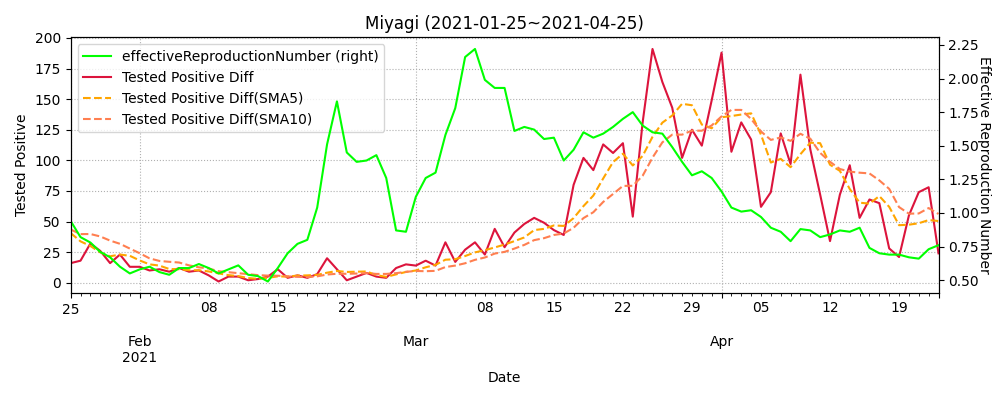 Miyagi (2021-01-25~2021-04-25)
effectiveReproductionNumber (right)
Tested Positive Diff
Tested Positive Diff(SMA5)
Tested Positive Diff(SMA10)
Tested Positive
200
175
150
125
100
75
50
25
0
Effective Reproduction Number
2.25
2.00
1.75
1.50
1.25
1.00
0.75
0.50
25 08 15 22 08 15 22 29 05 12 19
Feb Mar Apr
2021
Date